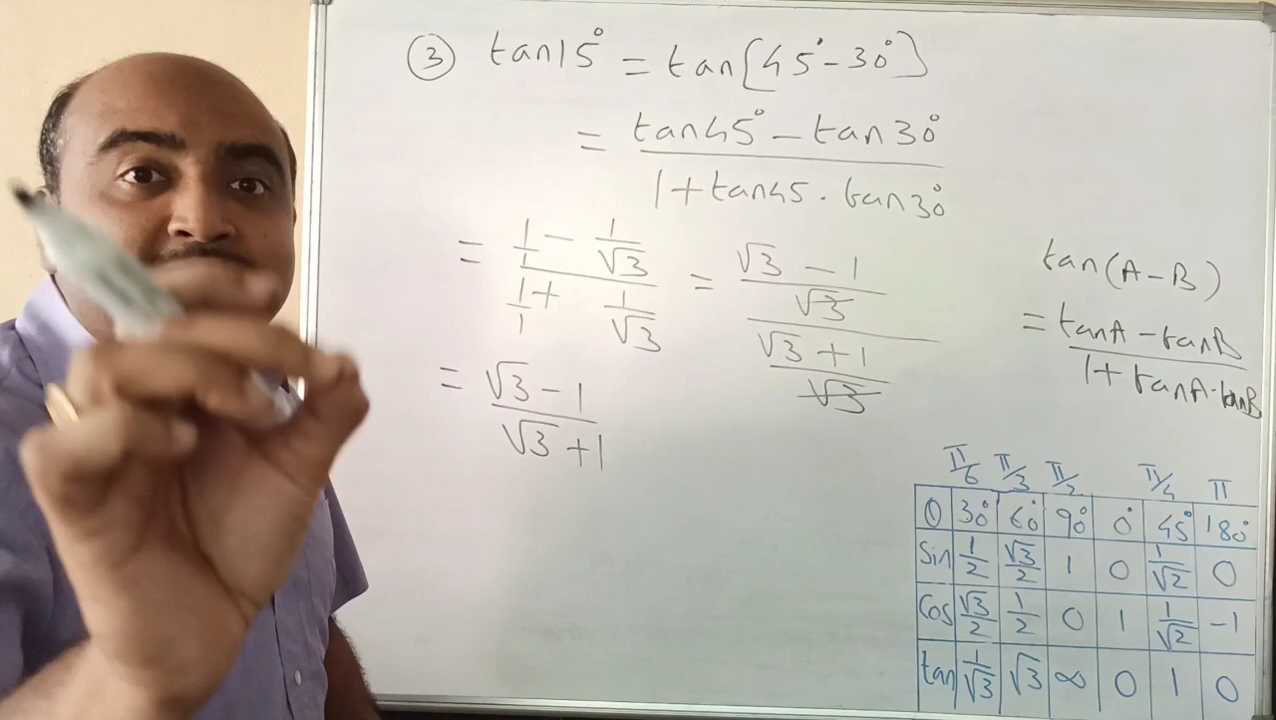 ③ tan15° = tan[45° - 30°]
= tan45° - tan30° / 1 + tan45 . tan30°
= 1/1 - 1/√3 / 1/1 + 1/√3 = √3 - 1 / √3 / √3 + 1 / √3
= √3 - 1 / √3 + 1
tan(A - B)
= tanA - tanB / 1 + tanA.tanB
π/6 π/3 π/2 π/4 π
θ 30° 60° 90° 0° 45° 180°
Sin 1/2 √3/2 1 0 1/√2 0
Cos √3/2 1/2 0 1 1/√2 -1
tan 1/√3 √3 ∞ 0 1 0